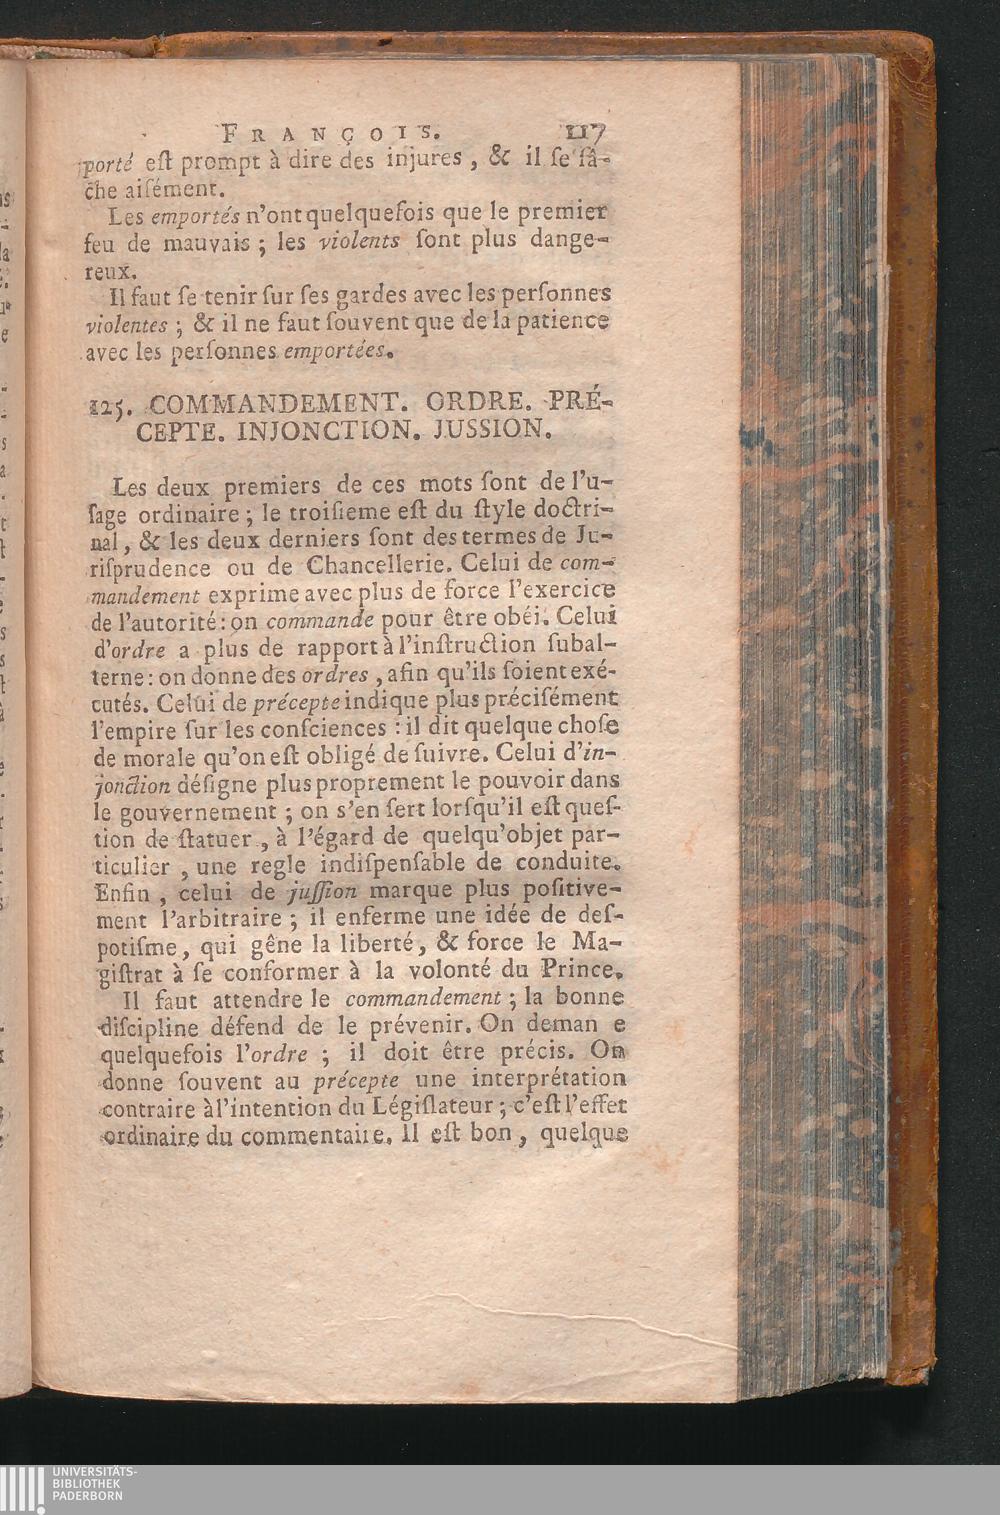 FRANÇOIS. 117
porté eſt prompt à dire des injures, & il ſe fâ-
che aiſément.
Les emportés n'ont quelquefois que le premier
feu de mauvais ; les violents ſont plus dange-
reux.
Il faut ſe tenir ſur ſes gardes avec les perſonnes
violentes ; & il ne faut ſouvent que de la patience
avec les perſonnes emportées.
125. COMMANDEMENT. ORDRE. PRÉ-
CEPTE. INJONCTION. JUSSION.
Les deux premiers de ces mots ſont de l'u-
ſage ordinaire ; le troiſieme eſt du ſtyle doctri-
nal, & les deux derniers ſont des termes de Ju-
riſprudence ou de Chancellerie. Celui de com-
mandement exprime avec plus de force l'exercice
de l'autorité : on commande pour être obéi. Celui
d'ordre a plus de rapport à l'inſtruction ſubal-
terne : on donne des ordres, afin qu'ils ſoient exé-
cutés. Celui de précepte indique plus préciſément
l'empire ſur les conſciences : il dit quelque choſe
de morale qu'on eſt obligé de ſuivre. Celui d'in-
jonction déſigne plus proprement le pouvoir dans
le gouvernement ; on s'en ſert lorſqu'il eſt queſ-
tion de ſtatuer, à l'égard de quelqu'objet par-
ticulier, une regle indiſpenſable de conduite.
Enfin, celui de juſſion marque plus poſitive-
ment l'arbitraire ; il enferme une idée de deſ-
potiſme, qui gêne la liberté, & force le Ma-
giſtrat à ſe conformer à la volonté du Prince.
Il faut attendre le commandement ; la bonne
diſcipline défend de le prévenir. On deman e
quelquefois l'ordre ; il doit être précis. On
donne ſouvent au précepte une interprétation
contraire à l'intention du Légiſlateur ; c'eſt l'effet
ordinaire du commentaire. Il eſt bon, quelque
UNIVERSITÄTS-
BIBLIOTHEK
PADERBORN